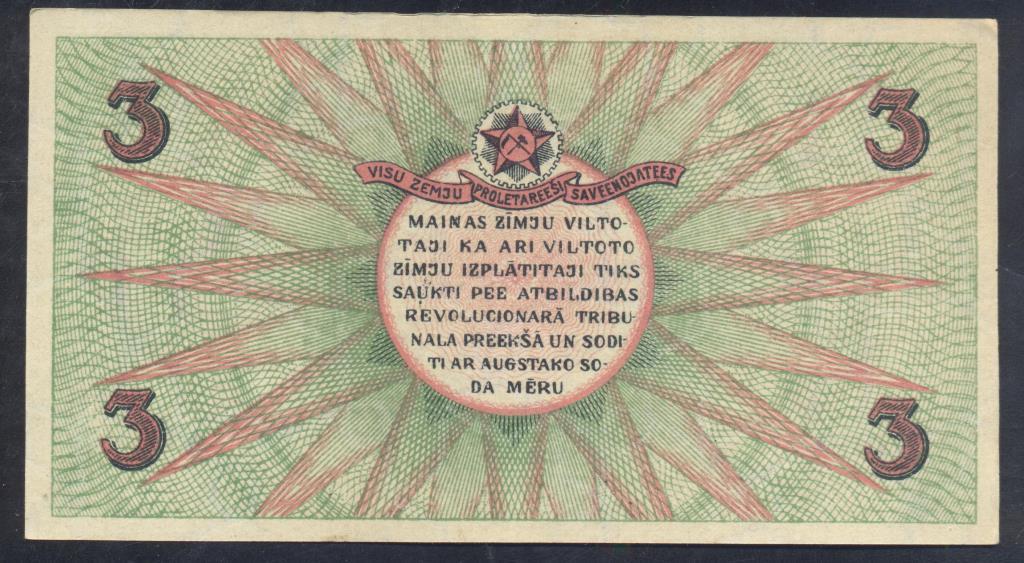 3 3
VISU ZEMJU PROLETAREEŠI SAVEENOJATEES
MAIŅAS ZĪMJU VILTO-
TAJI KA ARI VILTOTO
ZĪMJU IZPLĀTITAJI TIKS
SAUKTI PEE ATBILDIBAS
REVOLUCIONARĀ TRIBU-
NALA PREEKŠĀ UN SODI-
TI AR AUGSTAKO SO-
DA MĒRU
3 3